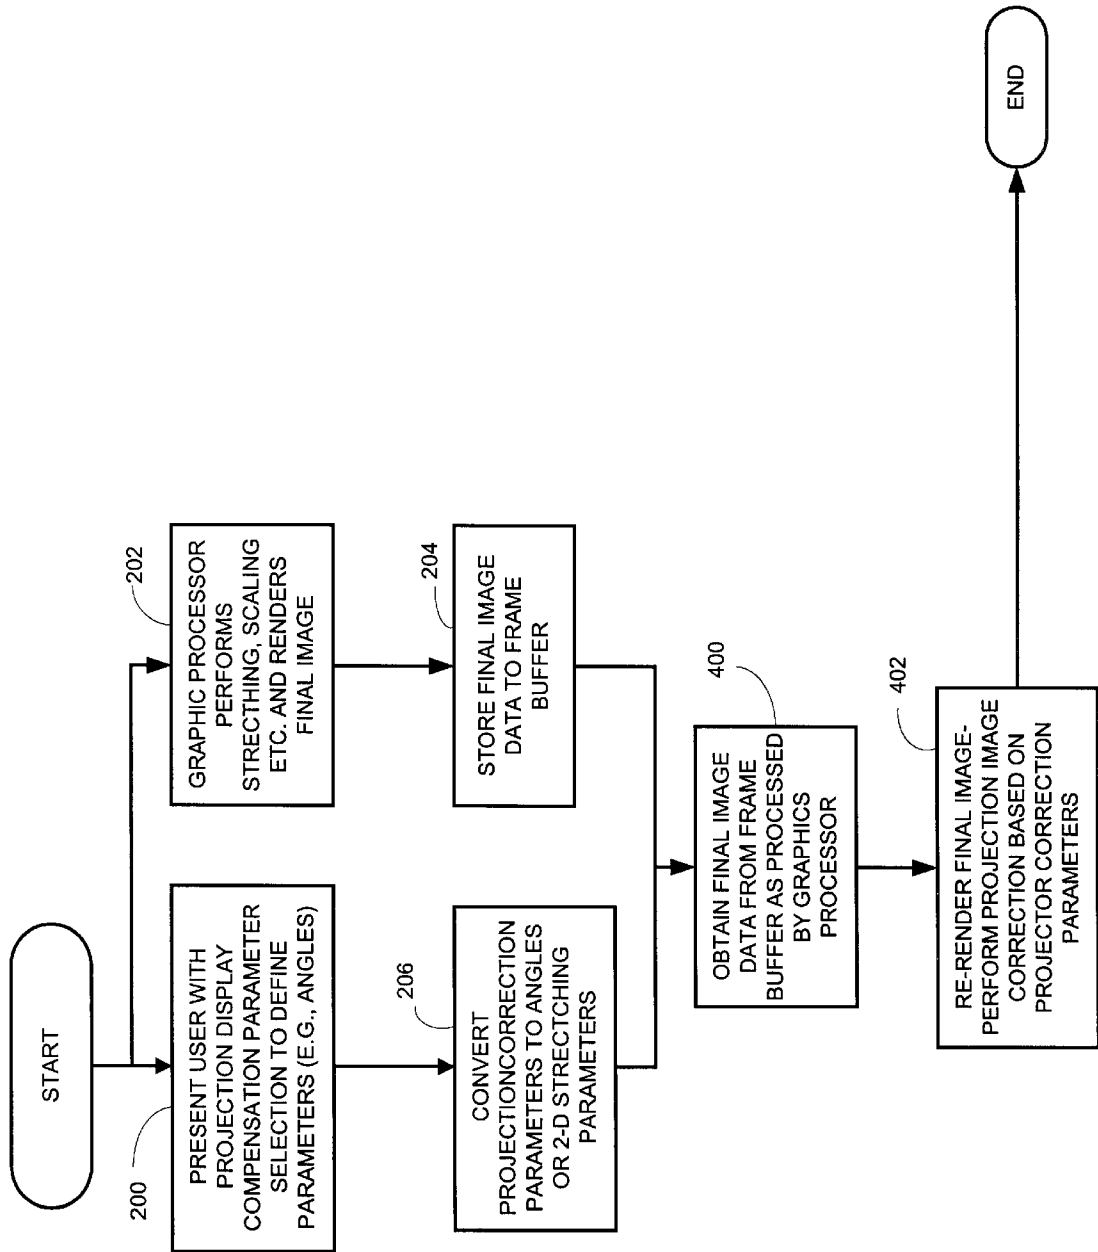 START
200
PRESENT USER WITH
PROJECTION DISPLAY
COMPENSATION PARAMETER
SELECTION TO DEFINE
PARAMETERS (E.G., ANGLES)
202
GRAPHIC PROCESSOR
PERFORMS
STRECTHING, SCALING
ETC. AND RENDERS
FINAL IMAGE
206
CONVERT
PROJECTIONCORRECTION
PARAMETERS TO ANGLES
OR 2-D STRECTCHING
PARAMETERS
204
STORE FINAL IMAGE
DATA TO FRAME
BUFFER
400
OBTAIN FINAL IMAGE
DATA FROM FRAME
BUFFER AS PROCESSED
BY GRAPHICS
PROCESSOR
402
RE-RENDER FINAL IMAGE-
PERFORM PROJECTION IMAGE
CORRECTION BASED ON
PROJECTOR CORRECTION
PARAMETERS
END